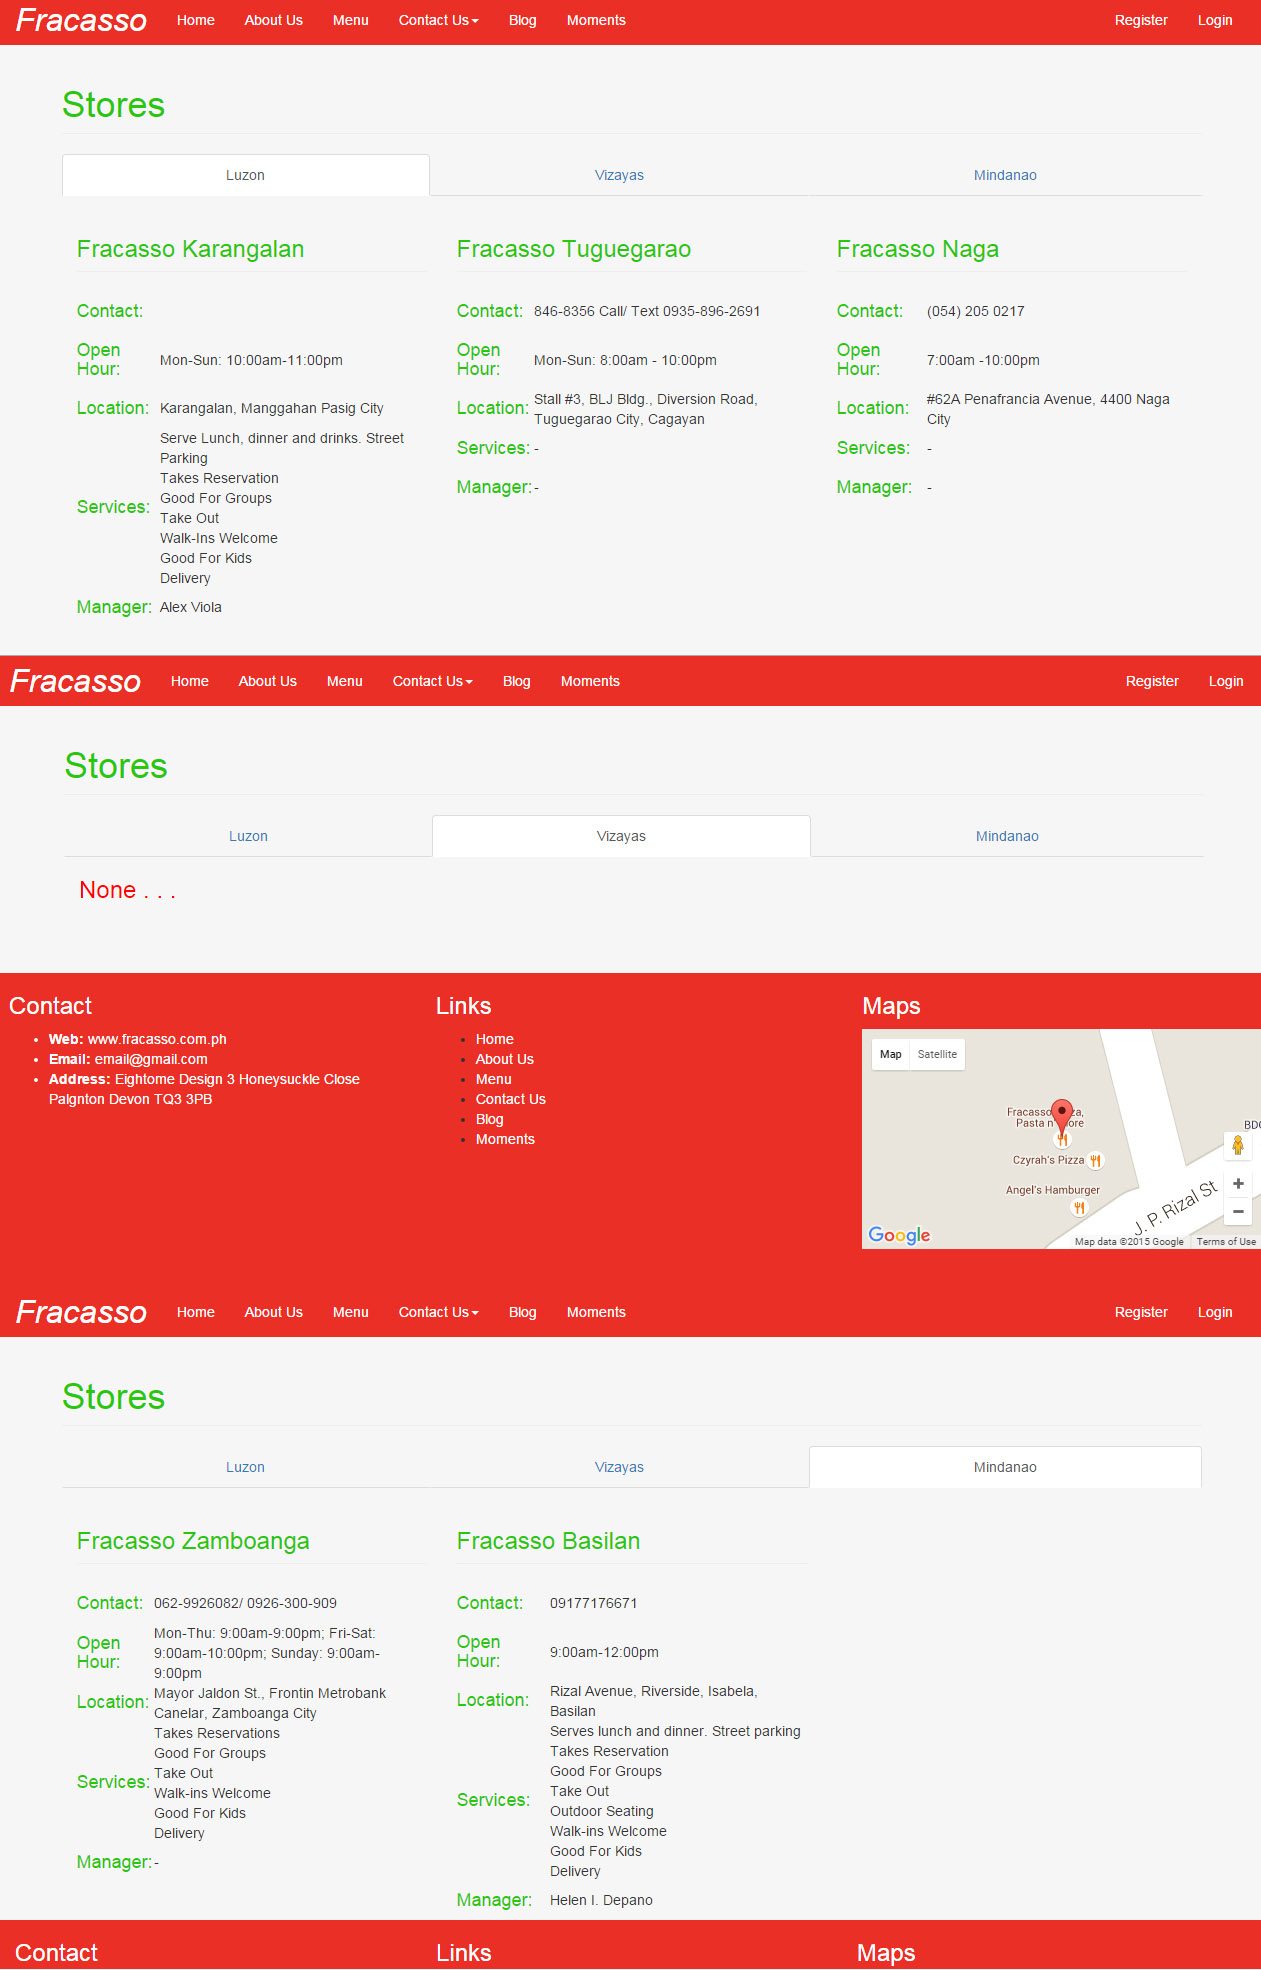 Fracasso Home About Us Menu Contact Us Blog Moments Register Login
Stores
Luzon Vizayas Mindanao
Fracasso Karangalan
Contact:
Open Hour: Mon-Sun: 10:00am-11:00pm
Location: Karangalan, Manggahan Pasig City
Services: Serve Lunch, dinner and drinks. Street
Parking
Takes Reservation
Good For Groups
Take Out
Walk-Ins Welcome
Good For Kids
Delivery
Manager: Alex Viola
Fracasso Tuguegarao
Contact: 846-8356 Call/ Text 0935-896-2691
Open Hour: Mon-Sun: 8:00am - 10:00pm
Location: Stall #3, BLJ Bldg., Diversion Road,
Tuguegarao City, Cagayan
Services: -
Manager: -
Fracasso Naga
Contact: (054) 205 0217
Open Hour: 7:00am -10:00pm
Location: #62A Penafrancia Avenue, 4400 Naga
City
Services: -
Manager: -
Fracasso Home About Us Menu Contact Us Blog Moments Register Login
Stores
Luzon Vizayas Mindanao
None . . .
Contact
Web: www.fracasso.com.ph
Email: email@gmail.com
Address: Eightome Design 3 Honeysuckle Close
Palgnton Devon TQ3 3PB
Links
Home
About Us
Menu
Contact Us
Blog
Moments
Maps
Map Satellite
Fracasso
Pasta n
Czyrah's Pizza
Angel's Hamburger
J. P. Rizal St
Google
Map data ©2015 Google Terms of Use
Fracasso Home About Us Menu Contact Us Blog Moments Register Login
Stores
Luzon Vizayas Mindanao
Fracasso Zamboanga
Contact: 062-9926082/ 0926-300-909
Open Hour: Mon-Thu: 9:00am-9:00pm; Fri-Sat:
9:00am-10:00pm; Sunday: 9:00am-
9:00pm
Location: Mayor Jaldon St., Frontin Metrobank
Canelar, Zamboanga City
Services: Takes Reservations
Good For Groups
Take Out
Walk-ins Welcome
Good For Kids
Delivery
Manager: -
Fracasso Basilan
Contact: 09177176671
Open Hour: 9:00am-12:00pm
Location: Rizal Avenue, Riverside, Isabela,
Basilan
Services: Serves lunch and dinner. Street parking
Takes Reservation
Good For Groups
Take Out
Outdoor Seating
Walk-ins Welcome
Good For Kids
Delivery
Manager: Helen I. Depano
Contact Links Maps